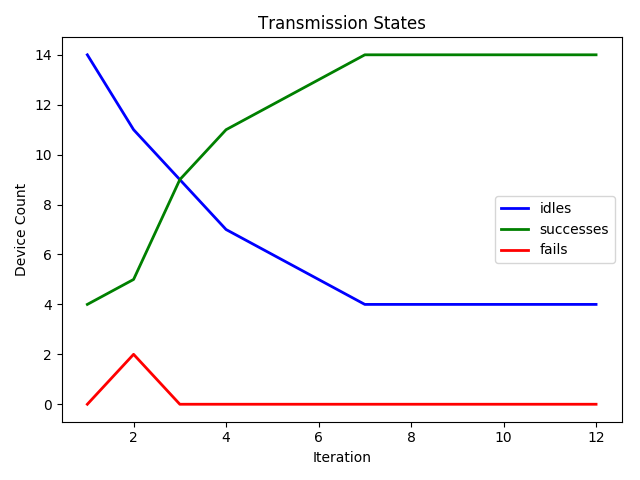 Transmission States
Device Count
14
12
10
8
6
4
2
0
idles
successes
fails
2 4 6 8 10 12
Iteration